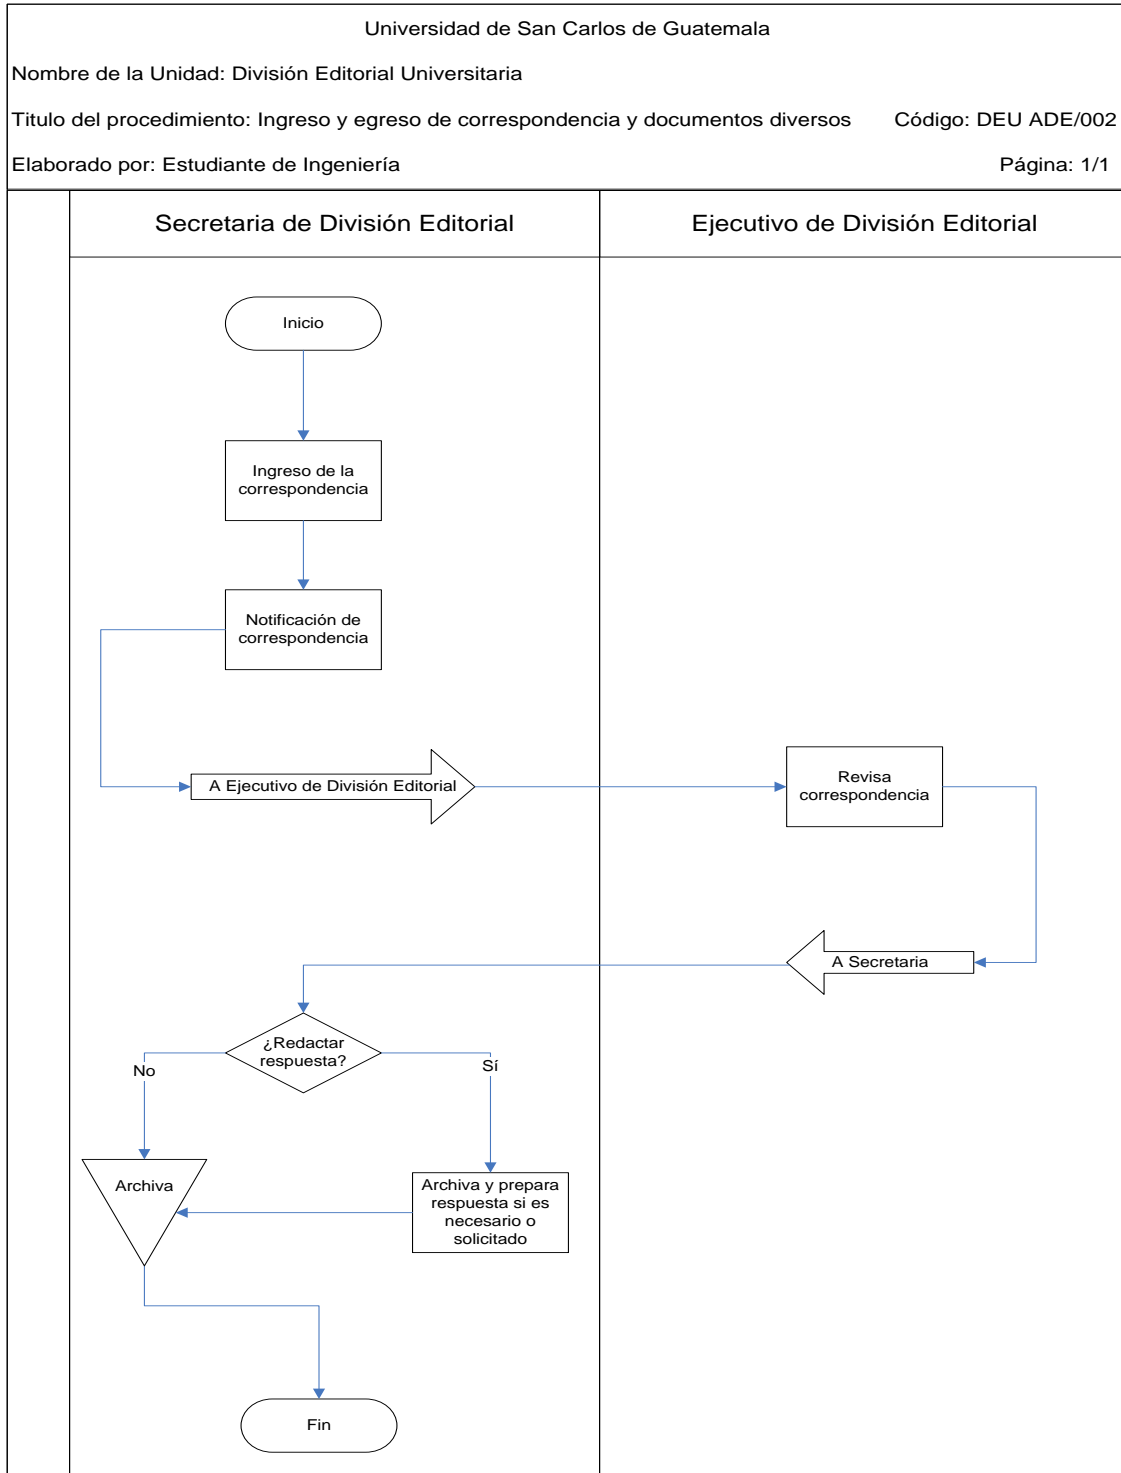 Universidad de San Carlos de Guatemala
Nombre de la Unidad: División Editorial Universitaria
Titulo del procedimiento: Ingreso y egreso de correspondencia y documentos diversos Código: DEU ADE/002
Elaborado por: Estudiante de Ingeniería Página: 1/1
Secretaria de División Editorial Ejecutivo de División Editorial
Inicio
Ingreso de la
correspondencia
Notificación de
correspondencia
A Ejecutivo de División Editorial
Revisa
correspondencia
A Secretaria
¿Redactar
respuesta?
No
Sí
Archiva
Archiva y prepara
respuesta si es
necesario o
solicitado
Fin